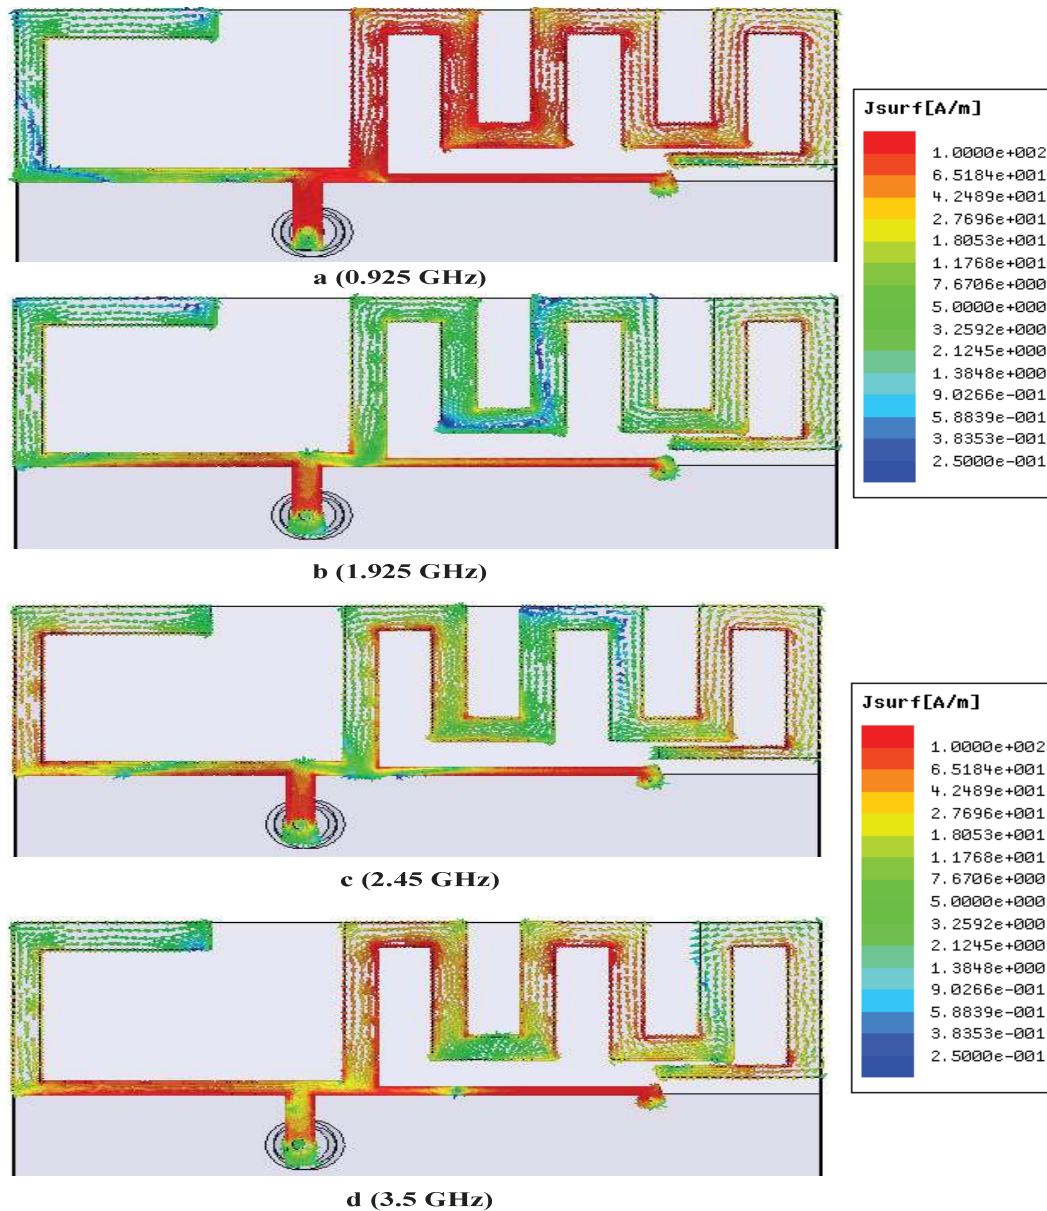 Jsurf[A/m]
1.0000e+002
6.5184e+001
4.2489e+001
2.7696e+001
1.8053e+001
1.1768e+001
7.6706e+000
5.0000e+000
3.2592e+000
2.1245e+000
1.3848e+000
9.0266e-001
5.8839e-001
3.8353e-001
2.5000e-001
a (0.925 GHz)
b (1.925 GHz)
Jsurf[A/m]
1.0000e+002
6.5184e+001
4.2489e+001
2.7696e+001
1.8053e+001
1.1768e+001
7.6706e+000
5.0000e+000
3.2592e+000
2.1245e+000
1.3848e+000
9.0266e-001
5.8839e-001
3.8353e-001
2.5000e-001
c (2.45 GHz)
d (3.5 GHz)